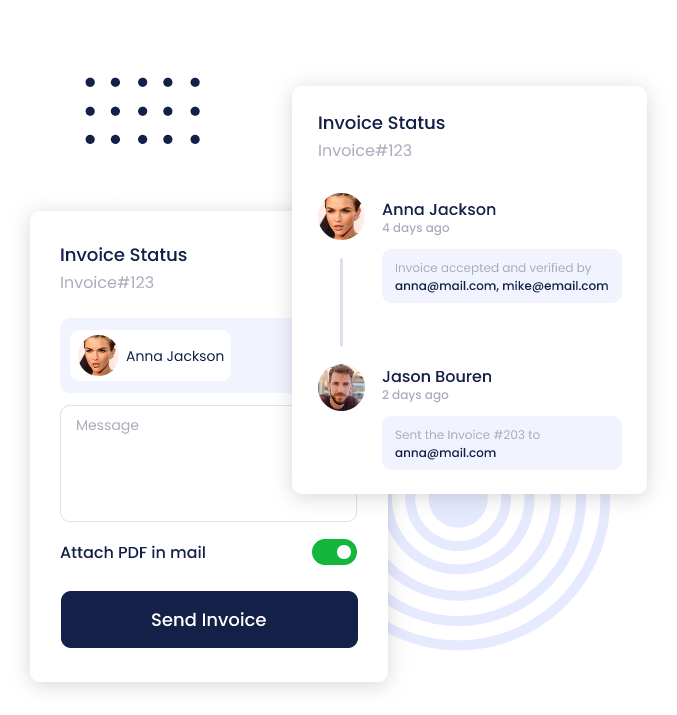 Invoice Status
Invoice#123
Anna Jackson
4 days ago
Invoice accepted and verified by
anna@mail.com, mike@email.com
Jason Bouren
2 days ago
Sent the Invoice #203 to
anna@mail.com
Invoice Status
Invoice#123
Anna Jackson
Message
Attach PDF in mail
Send Invoice